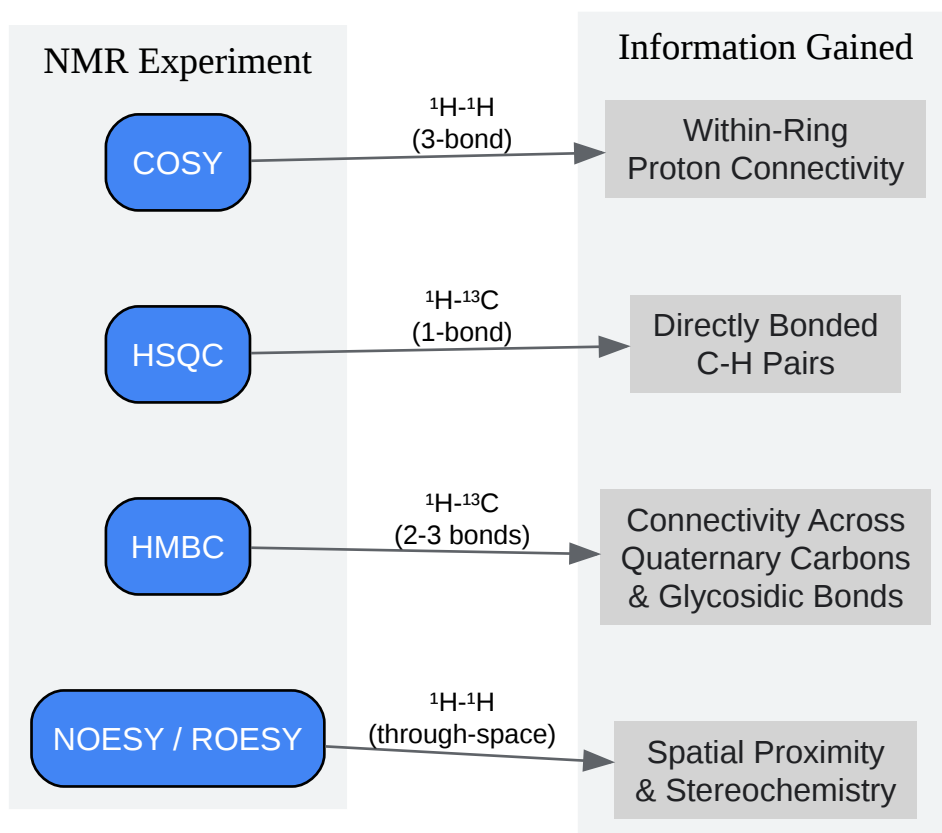 NMR Experiment
Information Gained
COSY
¹H-¹H
(3-bond)
Within-Ring
Proton Connectivity
HSQC
¹H-¹³C
(1-bond)
Directly Bonded
C-H Pairs
HMBC
¹H-¹³C
(2-3 bonds)
Connectivity Across
Quaternary Carbons
& Glycosidic Bonds
NOESY / ROESY
¹H-¹H
(through-space)
Spatial Proximity
& Stereochemistry